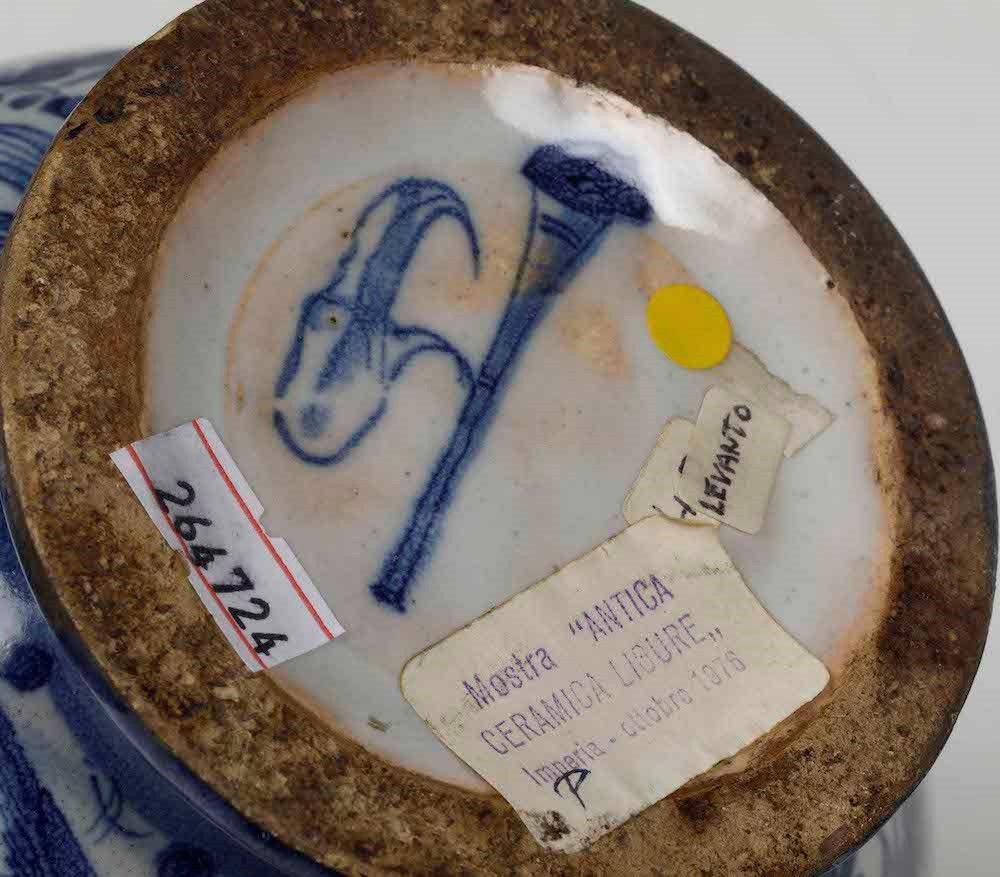 264724
LEVANTO
Mostra "ANTICA
CERAMICA LIGURE„
Imperia - ottobre 1976
P